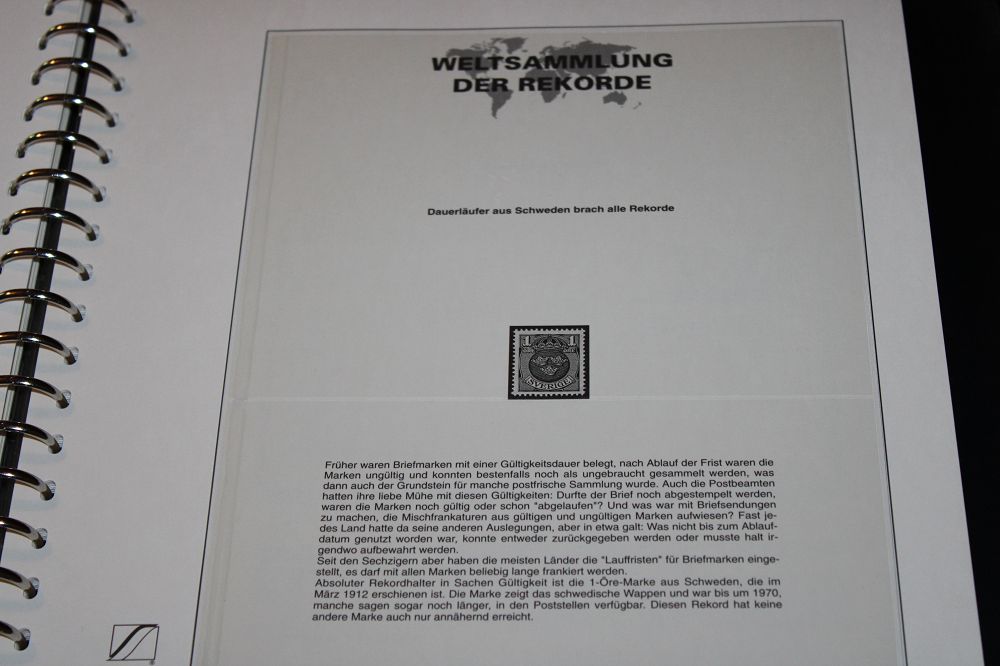 WELTSAMMLUNG
DER REKORDE
Dauerläufer aus Schweden brach alle Rekorde
1 1
SVERIGE
Früher waren Briefmarken mit einer Gültigkeitsdauer belegt, nach Ablauf der Frist waren die
Marken ungültig und konnten bestenfalls noch als ungebraucht gesammelt werden, was
dann auch der Grundstein für manche postfrische Sammlung wurde. Auch die Postbeamten
hatten ihre liebe Mühe mit diesen Gültigkeiten: Durfte der Brief noch abgestempelt werden,
waren die Marken noch gültig oder schon "abgelaufen"? Und was war mit Briefsendungen
zu machen, die Mischfrankaturen aus gültigen und ungültigen Marken aufwiesen? Fast je-
des Land hatte da seine anderen Auslegungen, aber in etwa galt: Was nicht bis zum Ablauf-
datum genutzt worden war, konnte entweder zurückgegeben werden oder musste halt ir-
gendwo aufbewahrt werden.
Seit den Sechzigern aber haben die meisten Länder die "Lauffristen" für Briefmarken einge-
stellt, es darf mit allen Marken beliebig lange frankiert werden.
Absoluter Rekordhalter in Sachen Gültigkeit ist die 1-Öre-Marke aus Schweden, die im
März 1912 erschienen ist. Die Marke zeigt das schwedische Wappen und war bis um 1970,
manche sagen sogar noch länger, in den Poststellen verfügbar. Diesen Rekord hat keine
andere Marke auch nur annähernd erreicht.
®